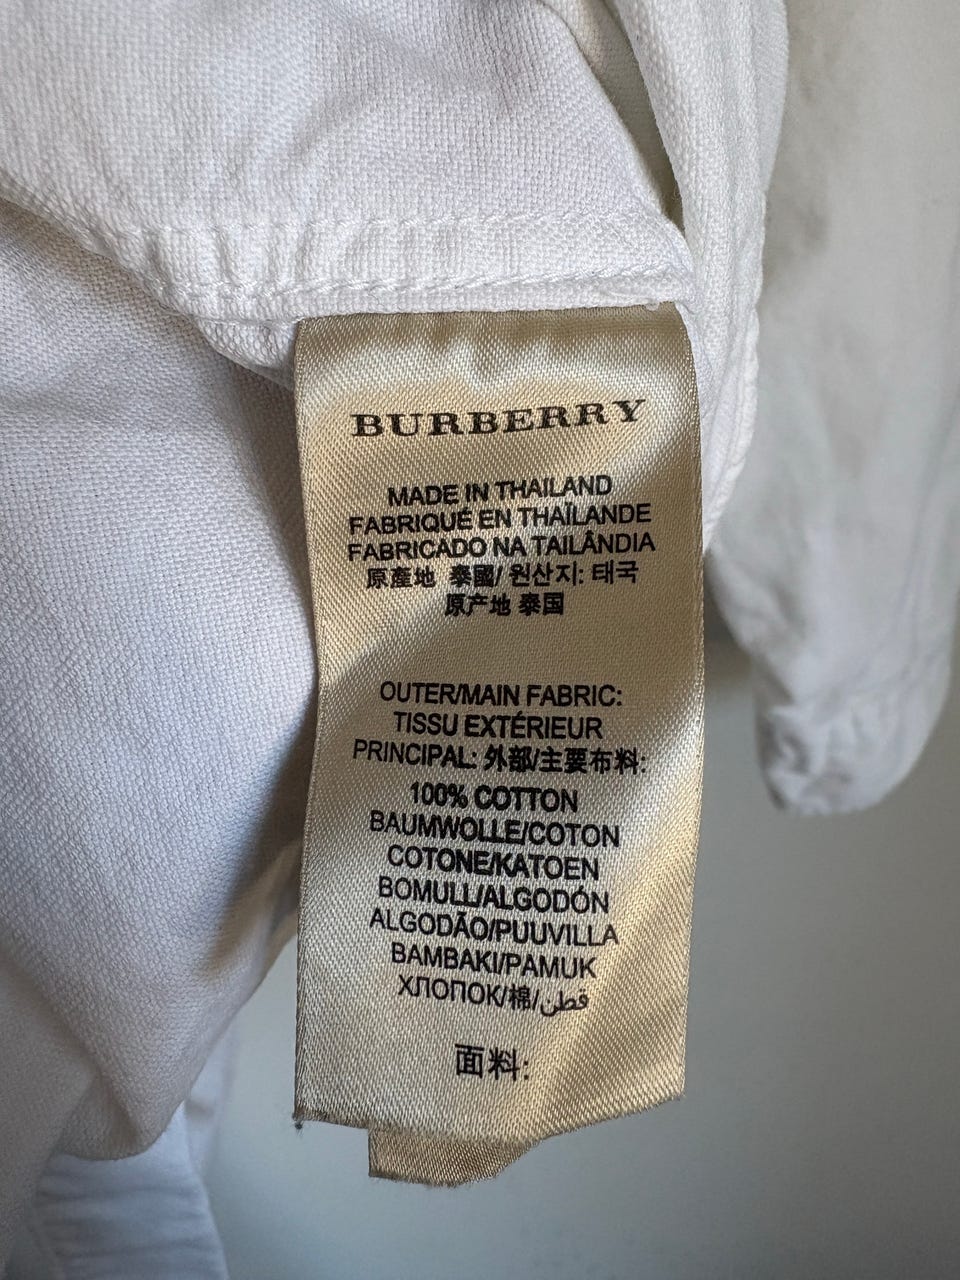 BURBERRY
MADE IN THAILAND
FABRIQUÉ EN THAÏLANDE
FABRICADO NA TAILÂNDIA
原產地 泰國/ 원산지: 태국
原产地 泰国
OUTER/MAIN FABRIC:
TISSU EXTÉRIEUR
PRINCIPAL: 外部/主要布料:
100% COTTON
BAUMWOLLE/COTON
COTONE/KATOEN
BOMULL/ALGODÓN
ALGODÃO/PUUVILLA
BAMBAKI/PAMUK
ХЛОПОК/棉/قطن
面料: